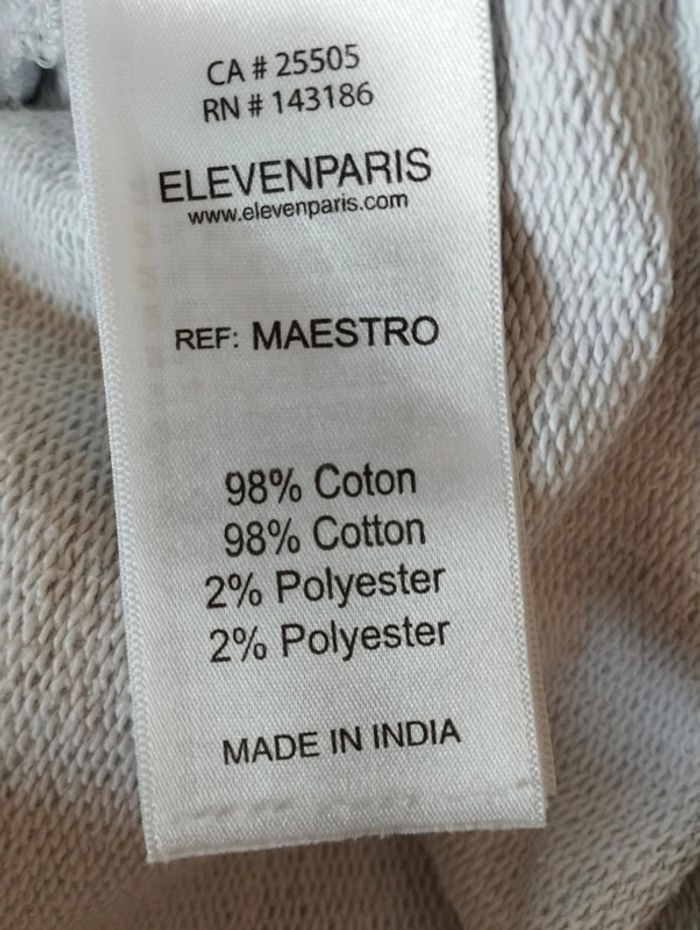 CA # 25505
RN # 143186
ELEVENPARIS
www.elevenparis.com
REF: MAESTRO
98% Coton
98% Cotton
2% Polyester
2% Polyester
MADE IN INDIA